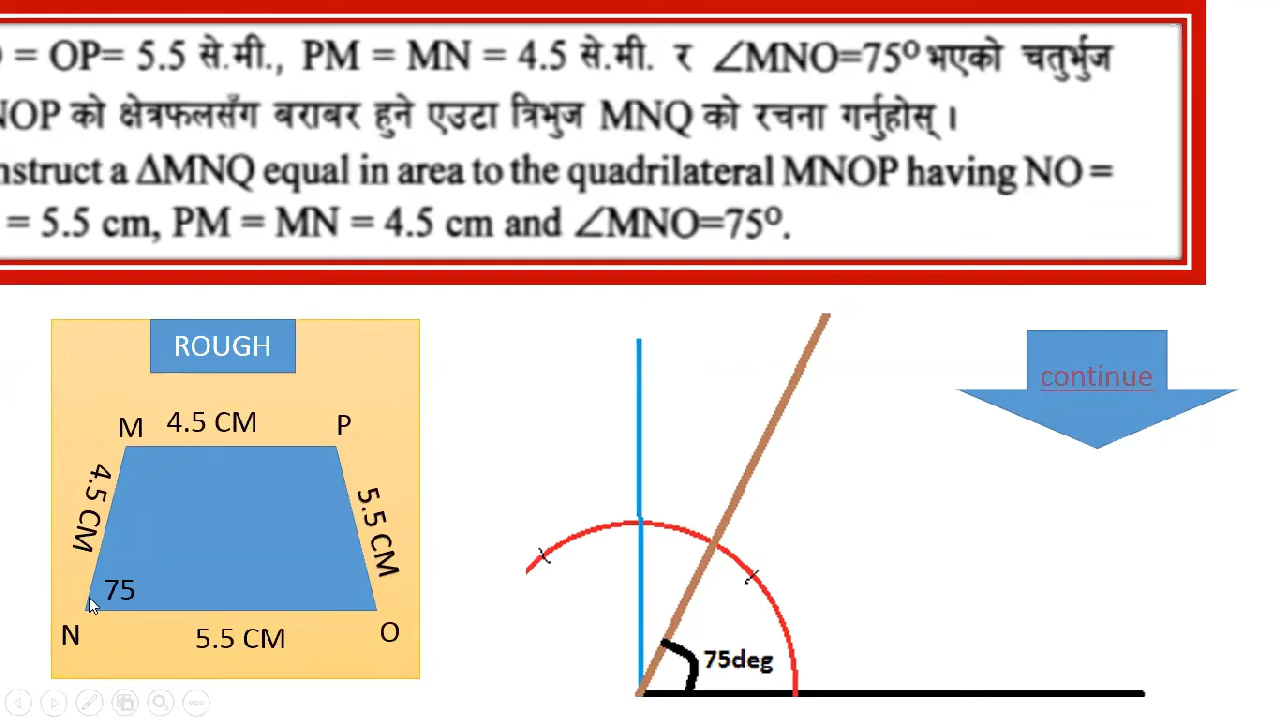 = OP= 5.5 से.मी., PM = MN = 4.5 से.मी. र ∠MNO=75⁰ भएको चतुर्भुज
NOP को क्षेत्रफलसँग बराबर हुने एउटा त्रिभुज MNQ को रचना गर्नुहोस् ।
nstruct a ΔMNQ equal in area to the quadrilateral MNOP having NO =
= 5.5 cm, PM = MN = 4.5 cm and ∠MNO=75⁰.
ROUGH
continue
M 4.5 CM P
4.5 CM
5.5 CM
75
75deg
N 5.5 CM O